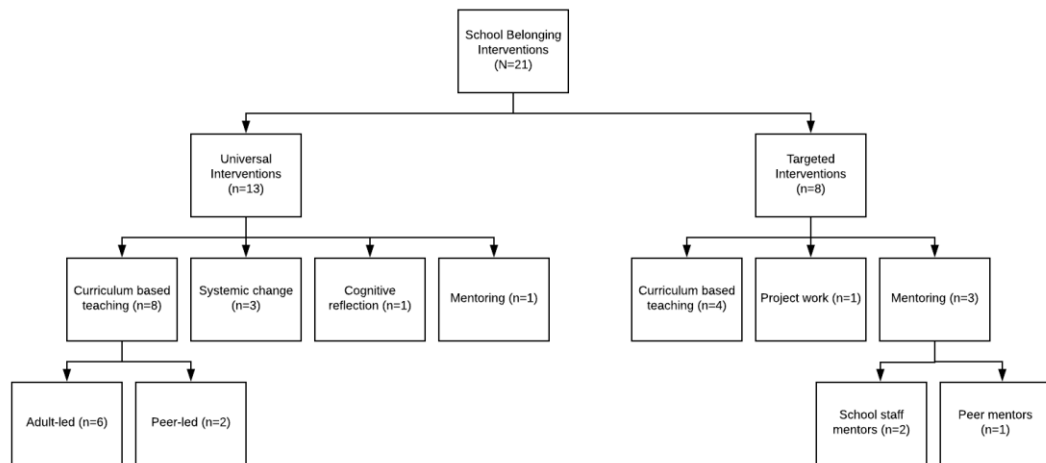 School Belonging
Interventions
(N=21)
Universal
Interventions
(n=13)
Targeted
Interventions
(n=8)
Curriculum based
teaching (n=8)
Systemic change
(n=3)
Cognitive
reflection (n=1)
Mentoring (n=1)
Curriculum based
teaching (n=4)
Project work (n=1)
Mentoring (n=3)
Adult-led (n=6)
Peer-led (n=2)
School staff
mentors (n=2)
Peer mentors
(n=1)